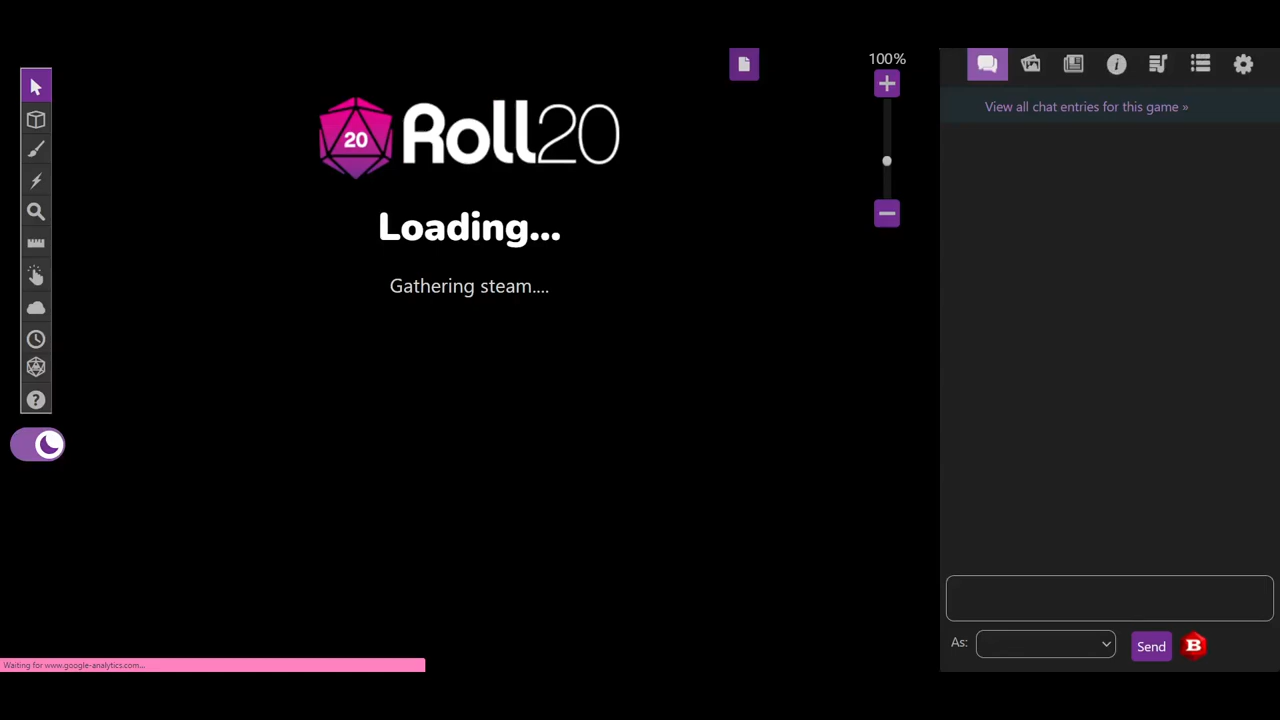 100%
View all chat entries for this game »
20
Roll20
Loading...
Gathering steam....
As:
Send
B
Waiting for www.google-analytics.com...